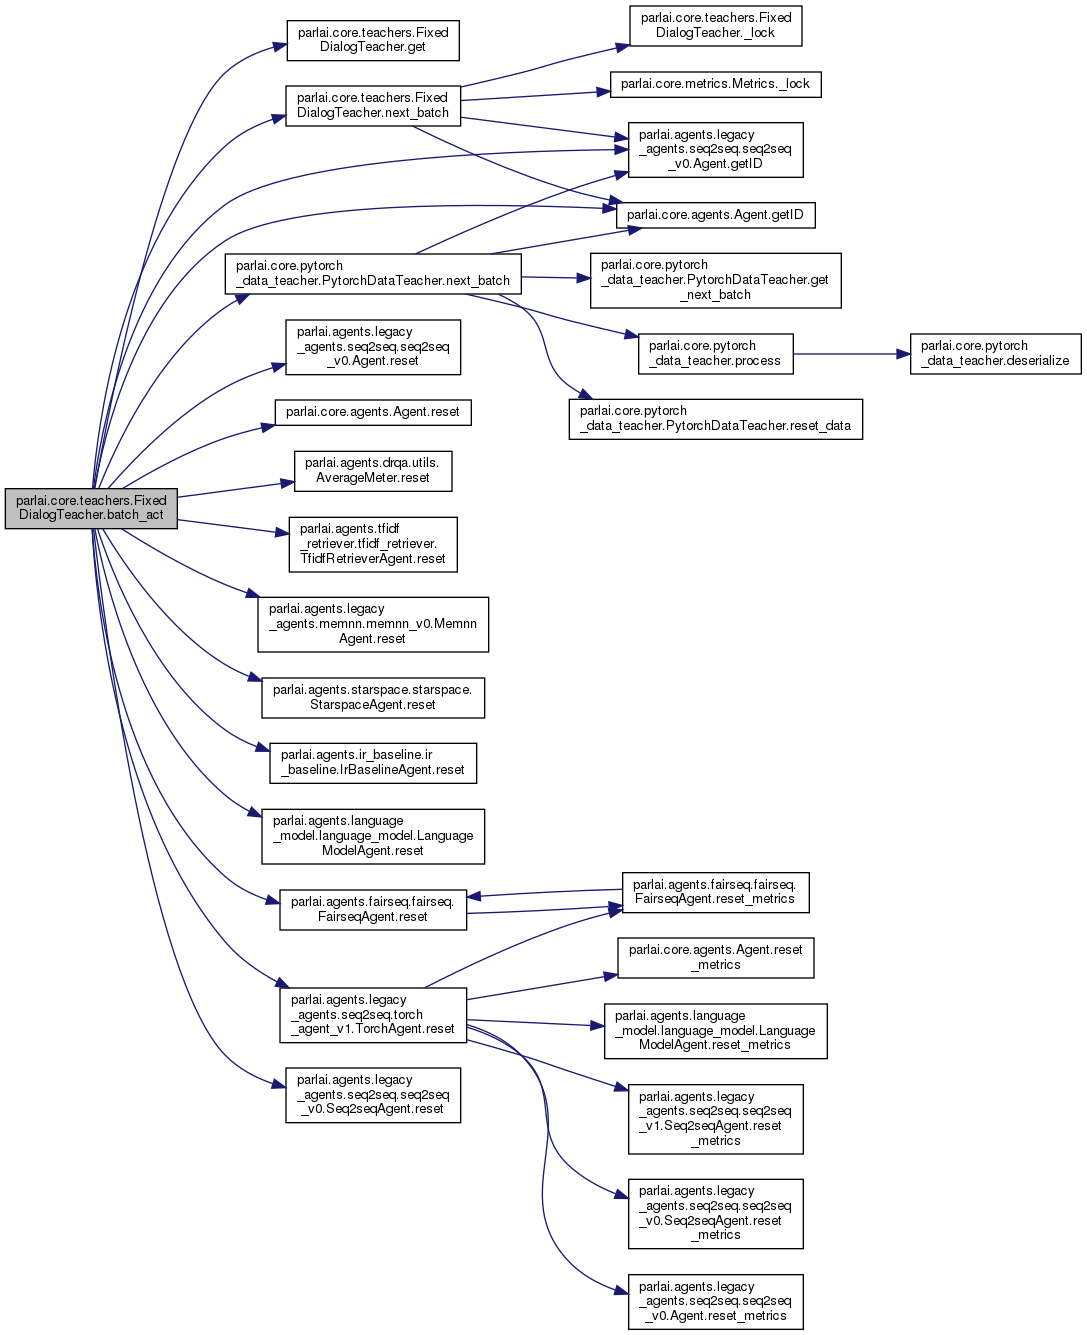 parlai.core.teachers.Fixed
DialogTeacher.batch_act
parlai.core.teachers.Fixed
DialogTeacher.get
parlai.core.teachers.Fixed
DialogTeacher.next_batch
parlai.core.pytorch
_data_teacher.PytorchDataTeacher.next_batch
parlai.agents.legacy
_agents.seq2seq.seq2seq
_v0.Agent.reset
parlai.core.agents.Agent.reset
parlai.agents.drqa.utils.
AverageMeter.reset
parlai.agents.tfidf
_retriever.tfidf_retriever.
TfidfRetrieverAgent.reset
parlai.agents.legacy
_agents.memnn.memnn_v0.Memnn
Agent.reset
parlai.agents.starspace.starspace.
StarspaceAgent.reset
parlai.agents.ir_baseline.ir
_baseline.IrBaselineAgent.reset
parlai.agents.language
_model.language_model.Language
ModelAgent.reset
parlai.agents.fairseq.fairseq.
FairseqAgent.reset
parlai.agents.legacy
_agents.seq2seq.torch
_agent_v1.TorchAgent.reset
parlai.agents.legacy
_agents.seq2seq.seq2seq
_v0.Seq2seqAgent.reset
parlai.core.teachers.Fixed
DialogTeacher._lock
parlai.core.metrics.Metrics._lock
parlai.agents.legacy
_agents.seq2seq.seq2seq
_v0.Agent.getID
parlai.core.agents.Agent.getID
parlai.core.pytorch
_data_teacher.PytorchDataTeacher.get
_next_batch
parlai.core.pytorch
_data_teacher.process
parlai.core.pytorch
_data_teacher.deserialize
parlai.core.pytorch
_data_teacher.PytorchDataTeacher.reset_data
parlai.agents.fairseq.fairseq.
FairseqAgent.reset_metrics
parlai.core.agents.Agent.reset
_metrics
parlai.agents.language
_model.language_model.Language
ModelAgent.reset_metrics
parlai.agents.legacy
_agents.seq2seq.seq2seq
_v1.Seq2seqAgent.reset
_metrics
parlai.agents.legacy
_agents.seq2seq.seq2seq
_v0.Seq2seqAgent.reset
_metrics
parlai.agents.legacy
_agents.seq2seq.seq2seq
_v0.Agent.reset_metrics